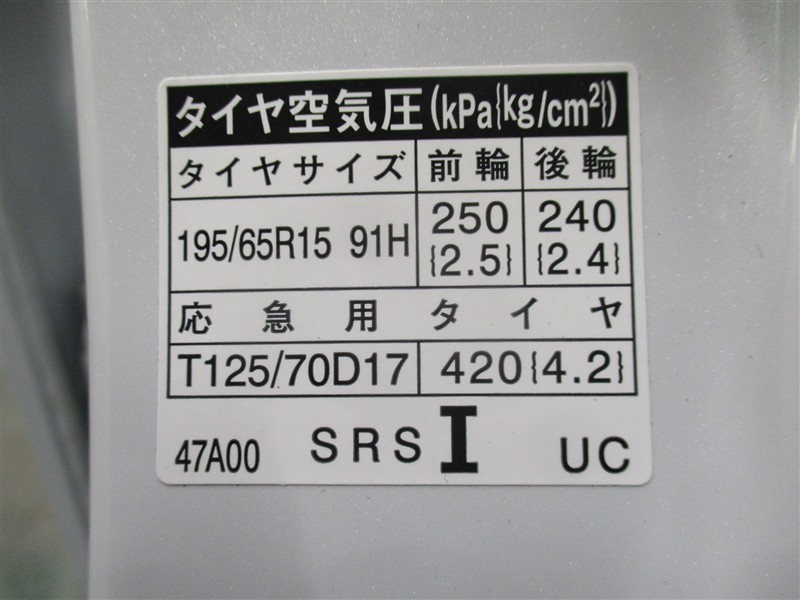 タイヤ空気圧(kPa{kg/cm²})
タイヤサイズ 前輪 後輪
195/65R15 91H 250 {2.5} 240 {2.4}
応急用タイヤ
T125/70D17 420{4.2}
47A00 SRS I UC